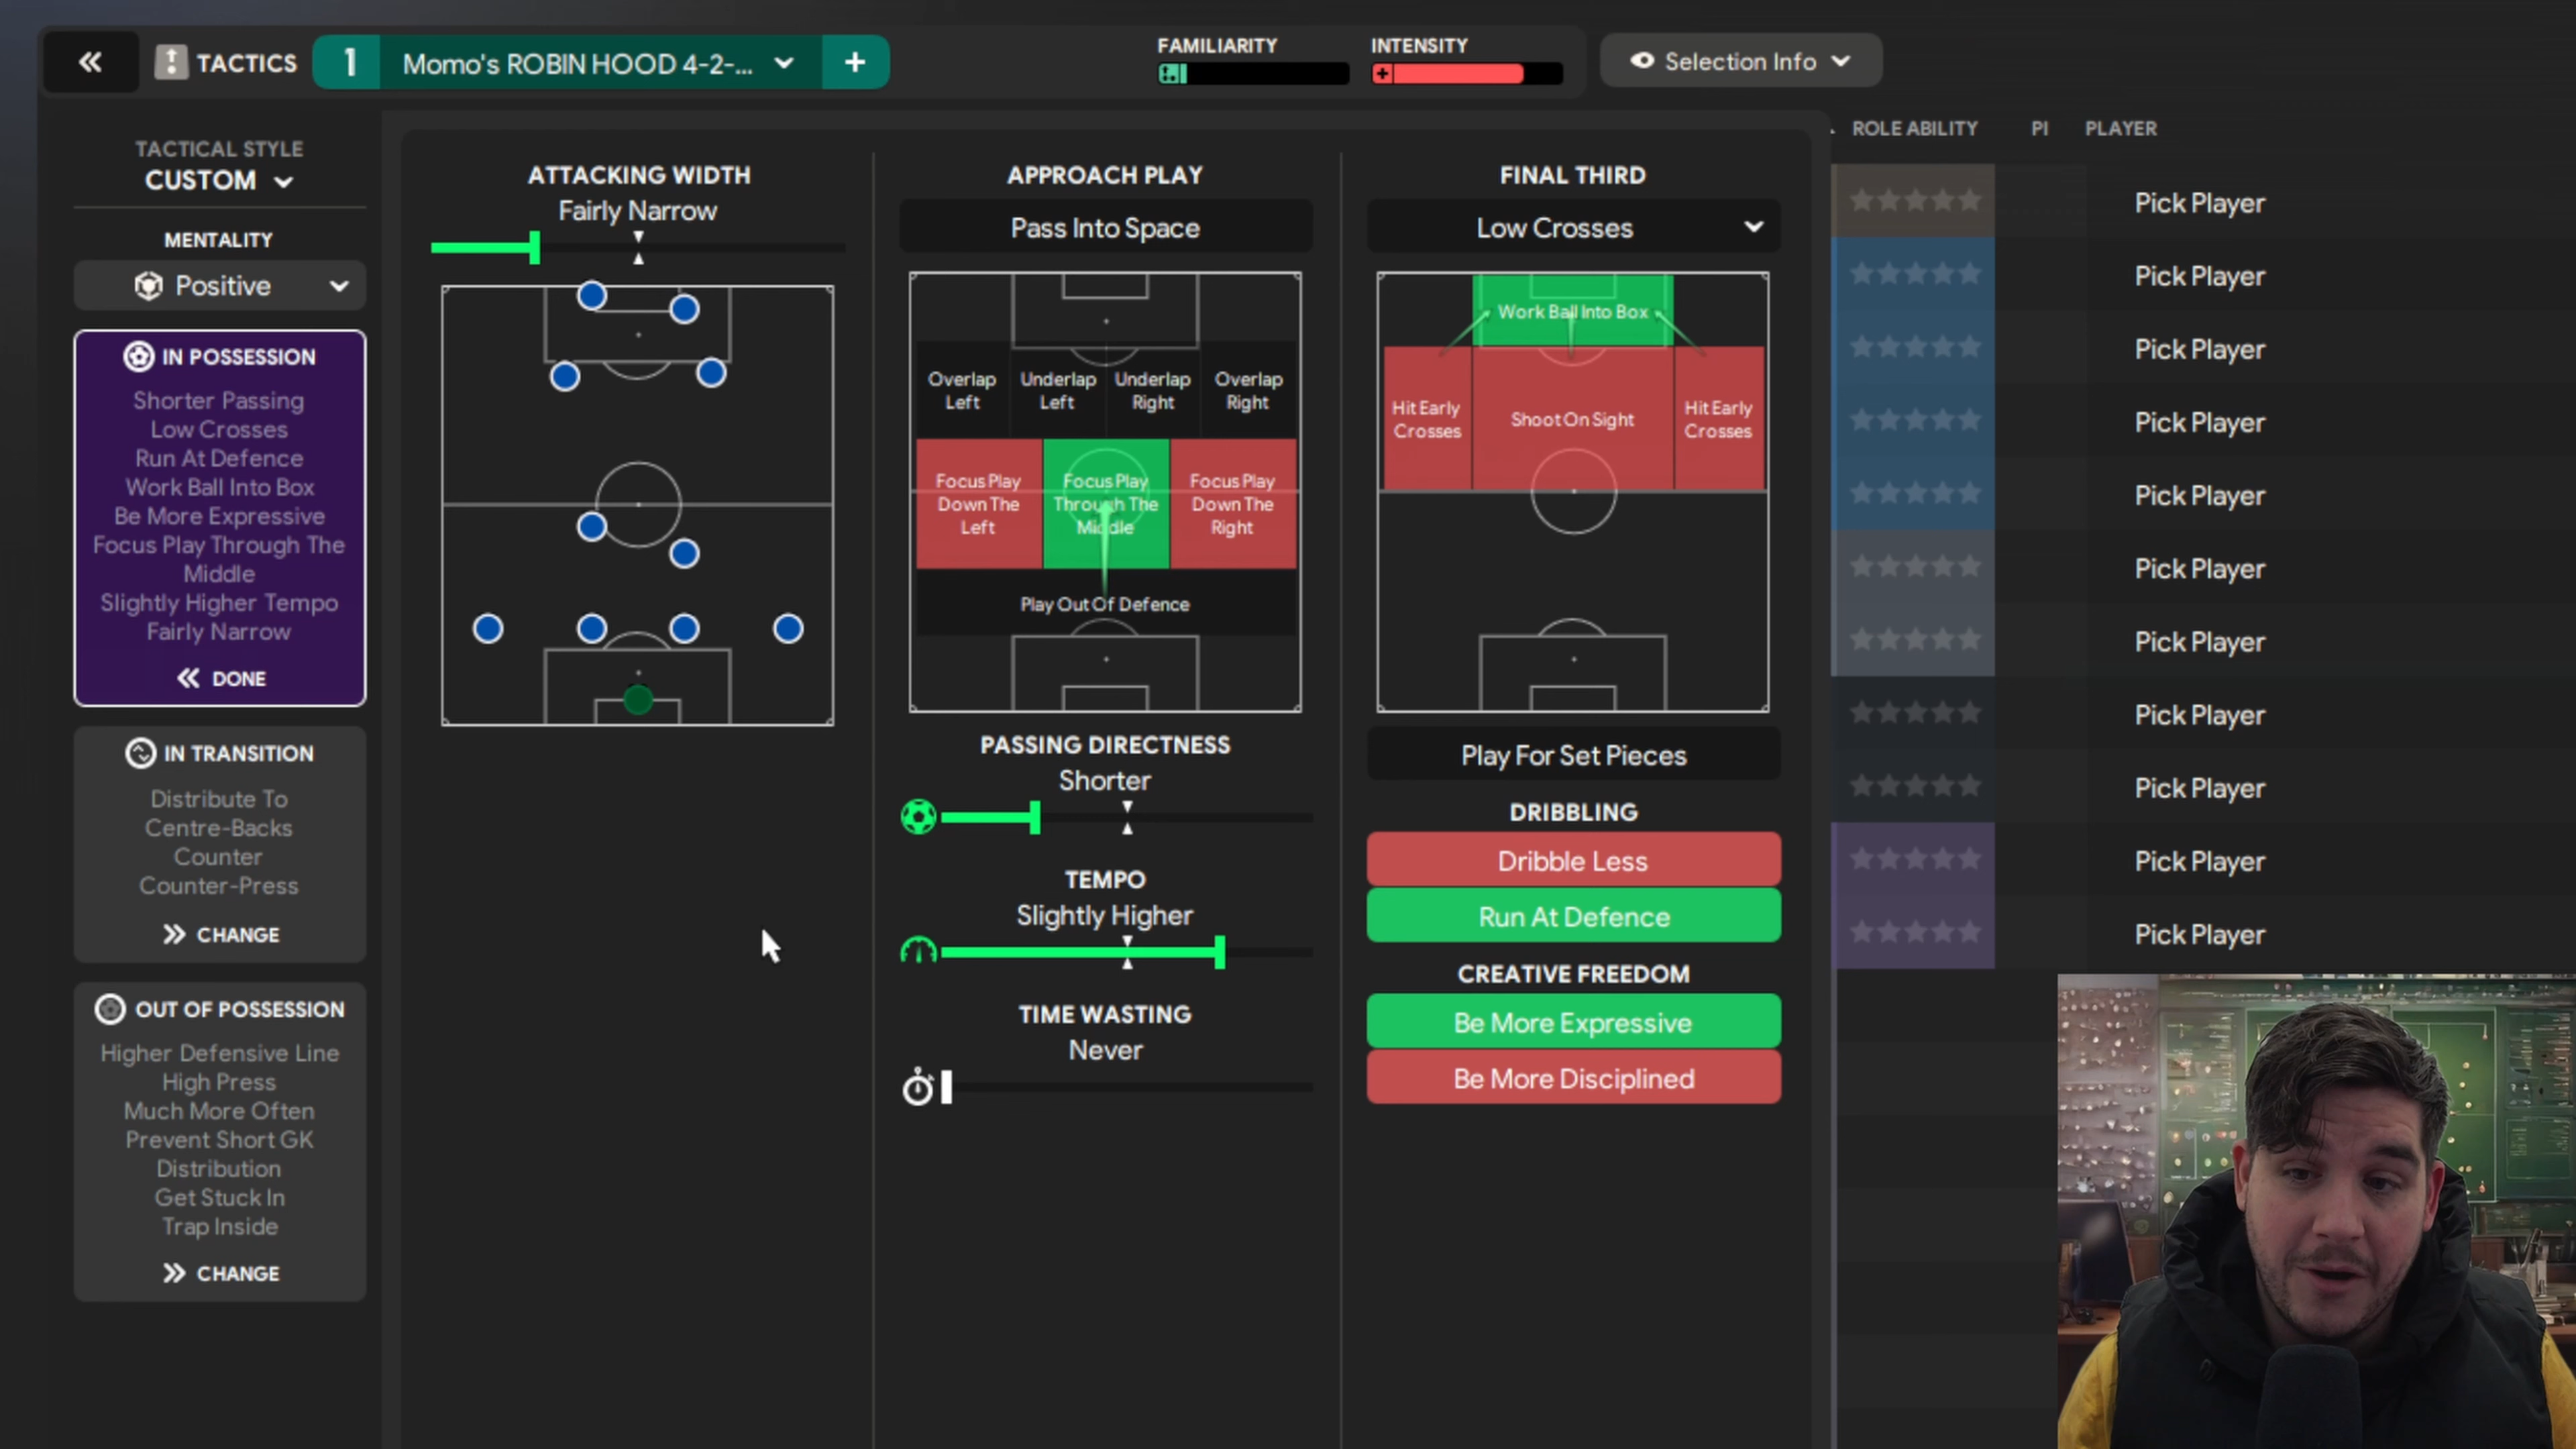 TACTICS
1
Momo's ROBIN HOOD 4-2-...
+
FAMILIARITY
INTENSITY
Selection Info
TACTICAL STYLE
CUSTOM
MENTALITY
Positive
IN POSSESSION
Shorter Passing
Low Crosses
Run At Defence
Work Ball Into Box
Be More Expressive
Focus Play Through The
Middle
Slightly Higher Tempo
Fairly Narrow
DONE
IN TRANSITION
Distribute To
Centre-Backs
Counter
Counter-Press
CHANGE
OUT OF POSSESSION
Higher Defensive Line
High Press
Much More Often
Prevent Short GK
Distribution
Get Stuck In
Trap Inside
CHANGE
ATTACKING WIDTH
Fairly Narrow
APPROACH PLAY
Pass Into Space
Overlap
Left
Underlap
Left
Underlap
Right
Overlap
Right
Focus Play
Down The
Left
Focus Play
Through The
Middle
Focus Play
Down The
Right
Play Out Of Defence
PASSING DIRECTNESS
Shorter
TEMPO
Slightly Higher
TIME WASTING
Never
FINAL THIRD
Low Crosses
Work Ball Into Box
Hit Early
Crosses
Shoot On Sight
Hit Early
Crosses
Play For Set Pieces
DRIBBLING
Dribble Less
Run At Defence
CREATIVE FREEDOM
Be More Expressive
Be More Disciplined
ROLE ABILITY
PI
PLAYER
Pick Player
Pick Player
Pick Player
Pick Player
Pick Player
Pick Player
Pick Player
Pick Player
Pick Player
Pick Player
Pick Player